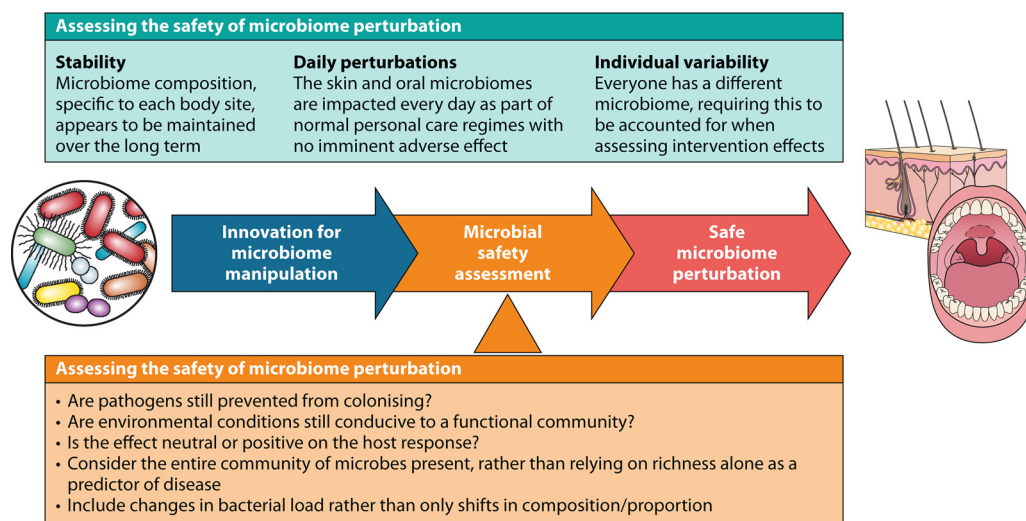 Assessing the safety of microbiome perturbation
Stability
Microbiome composition,
specific to each body site,
appears to be maintained
over the long term
Daily perturbations
The skin and oral microbiomes
are impacted every day as part of
normal personal care regimes with
no imminent adverse effect
Individual variability
Everyone has a different
microbiome, requiring this to
be accounted for when
assessing intervention effects
Innovation for
microbiome
manipulation
Microbial
safety
assessment
Safe
microbiome
perturbation
Assessing the safety of microbiome perturbation
• Are pathogens still prevented from colonising?
• Are environmental conditions still conducive to a functional community?
• Is the effect neutral or positive on the host response?
• Consider the entire community of microbes present, rather than relying on richness alone as a
predictor of disease
• Include changes in bacterial load rather than only shifts in composition/proportion